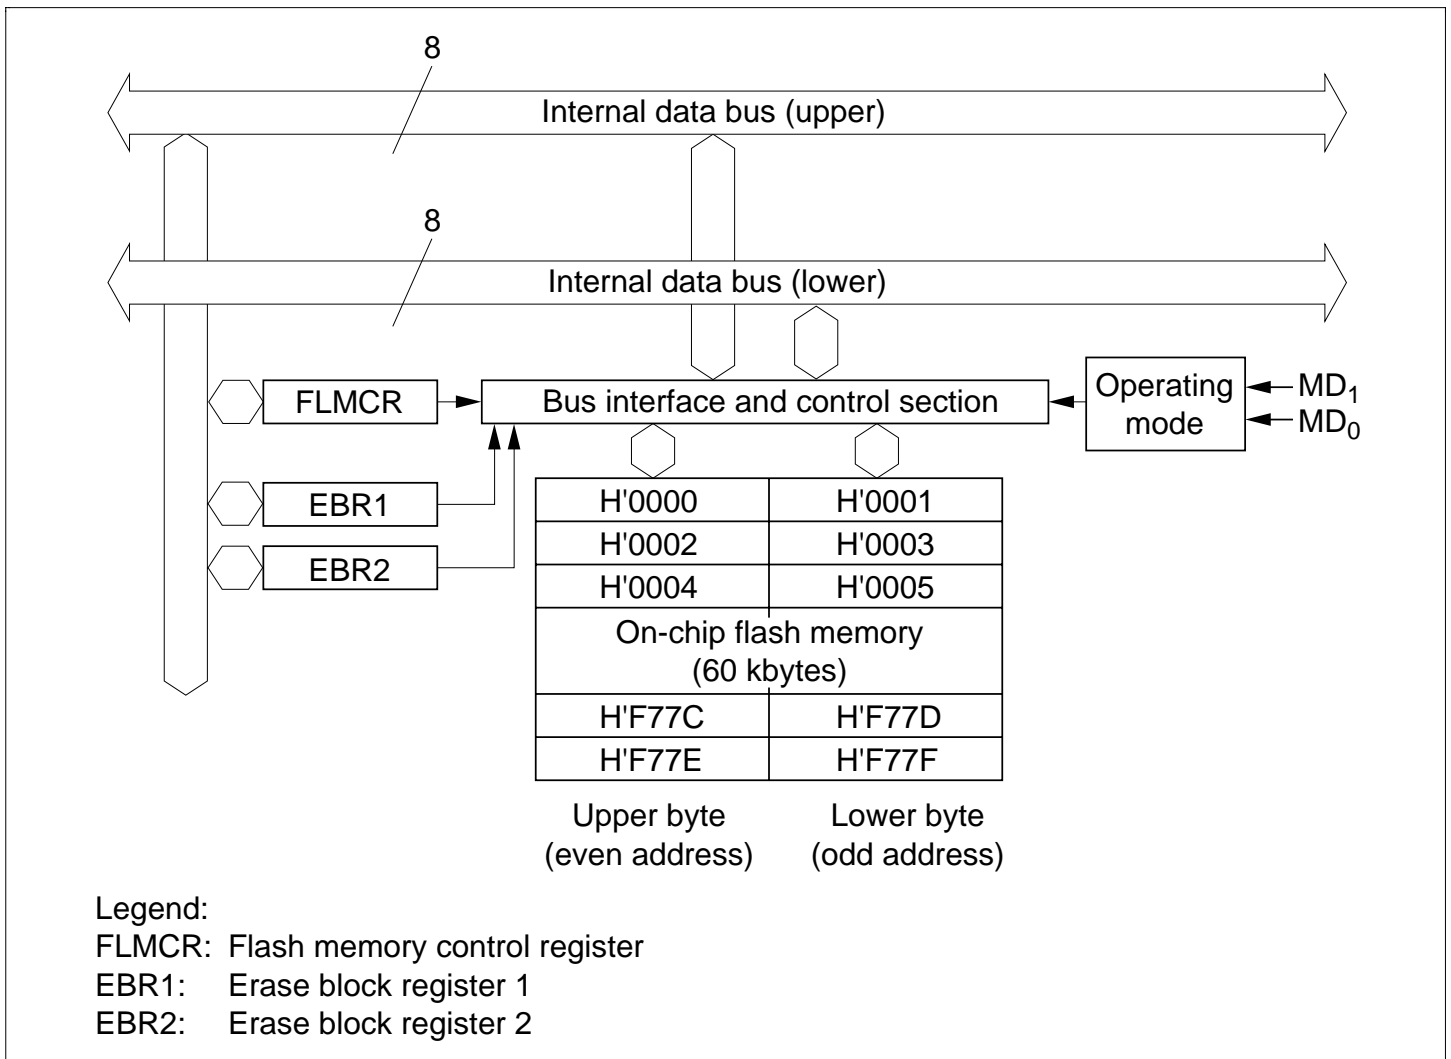 8
Internal data bus (upper)
8
Internal data bus (lower)
FLMCR
Bus interface and control section
Operating
mode
MD1
MD0
EBR1
EBR2
H'0000 H'0001
H'0002 H'0003
H'0004 H'0005
On-chip flash memory
(60 kbytes)
H'F77C H'F77D
H'F77E H'F77F
Upper byte
(even address)
Lower byte
(odd address)
Legend:
FLMCR: Flash memory control register
EBR1: Erase block register 1
EBR2: Erase block register 2